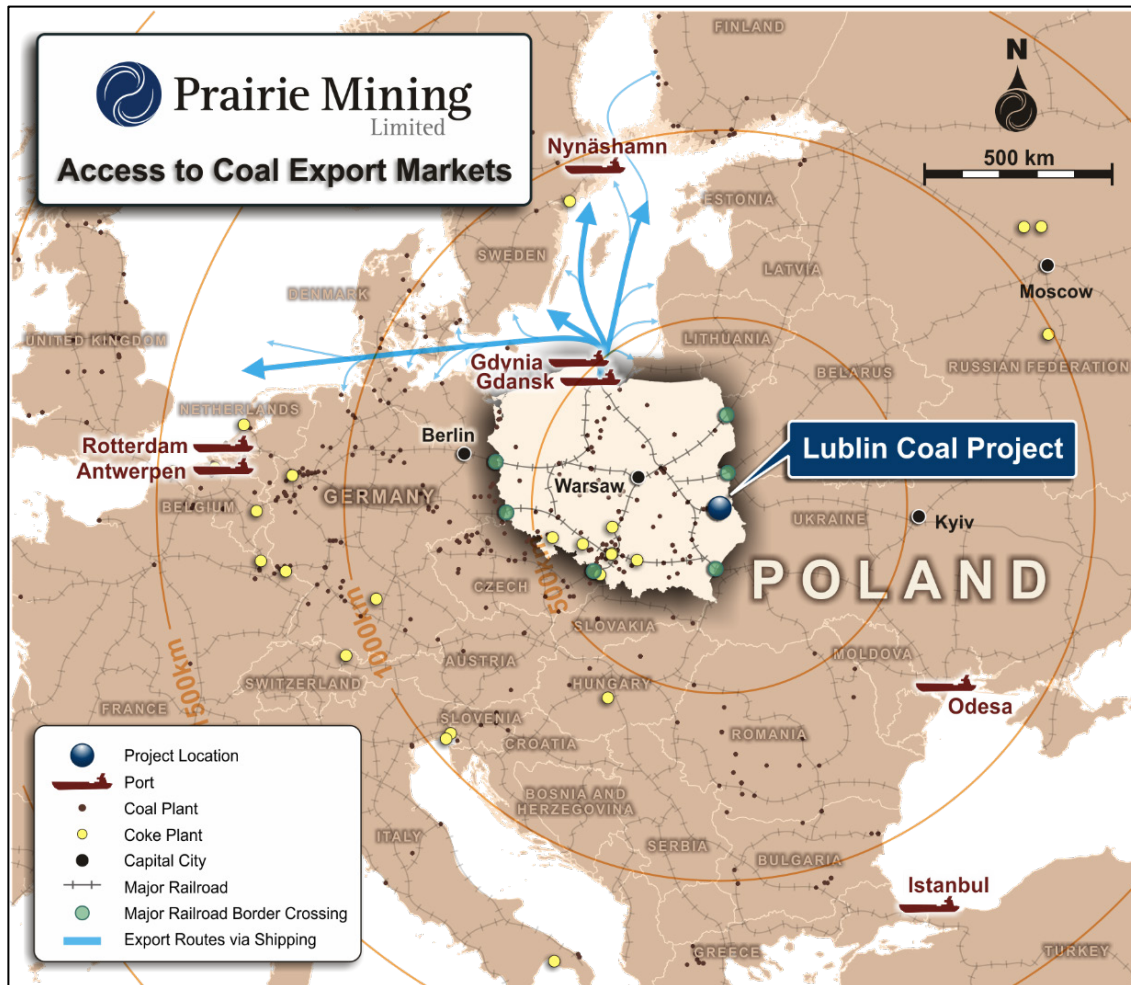 Prairie Mining
Limited
Access to Coal Export Markets
N
500 km
FINLAND
Nynäshamn
ESTONIA
SWEDEN
LATVIA
Moscow
DENMARK
UNITED KINGDOM
LITHUANIA
RUSSIAN FEDERATION
BELARUS
Gdynia
Gdansk
NETHERLANDS
Rotterdam
Antwerpen
Berlin
Lublin Coal Project
Warsaw
GERMANY
BELGIUM
UKRAINE
Kyiv
POLAND
CZECH
500km
1000km
1500km
SLOVAKIA
MOLDOVA
AUSTRIA
SWITZERLAND
HUNGARY
FRANCE
Odesa
SLOVENIA
CROATIA
ROMANIA
BOSNIA AND
HERZEGOVINA
ITALY
SERBIA
BULGARIA
Istanbul
GREECE
TURKEY
Project Location
Port
Coal Plant
Coke Plant
Capital City
Major Railroad
Major Railroad Border Crossing
Export Routes via Shipping